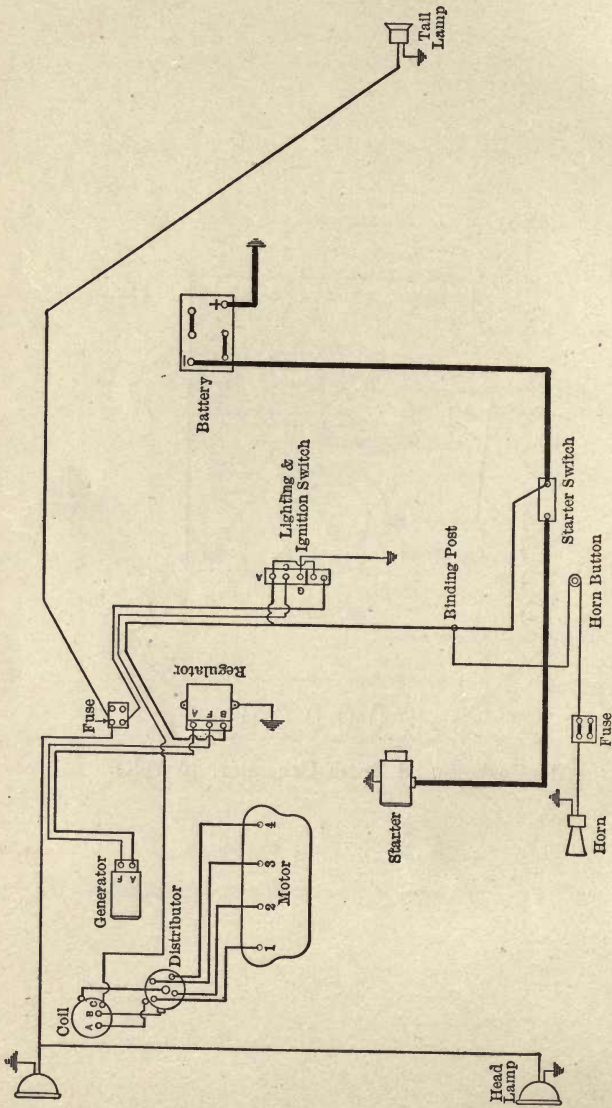 Tail
Lamp
+
−
Battery
Lighting &
Ignition Switch
A
G
Binding Post
Starter Switch
Horn Button
Fuse
Regulator
A
F
B
Fuse
Starter
Horn
Generator
F
A
Motor
1
2
3
4
Distributor
Coil
A
B
C
Head
Lamp